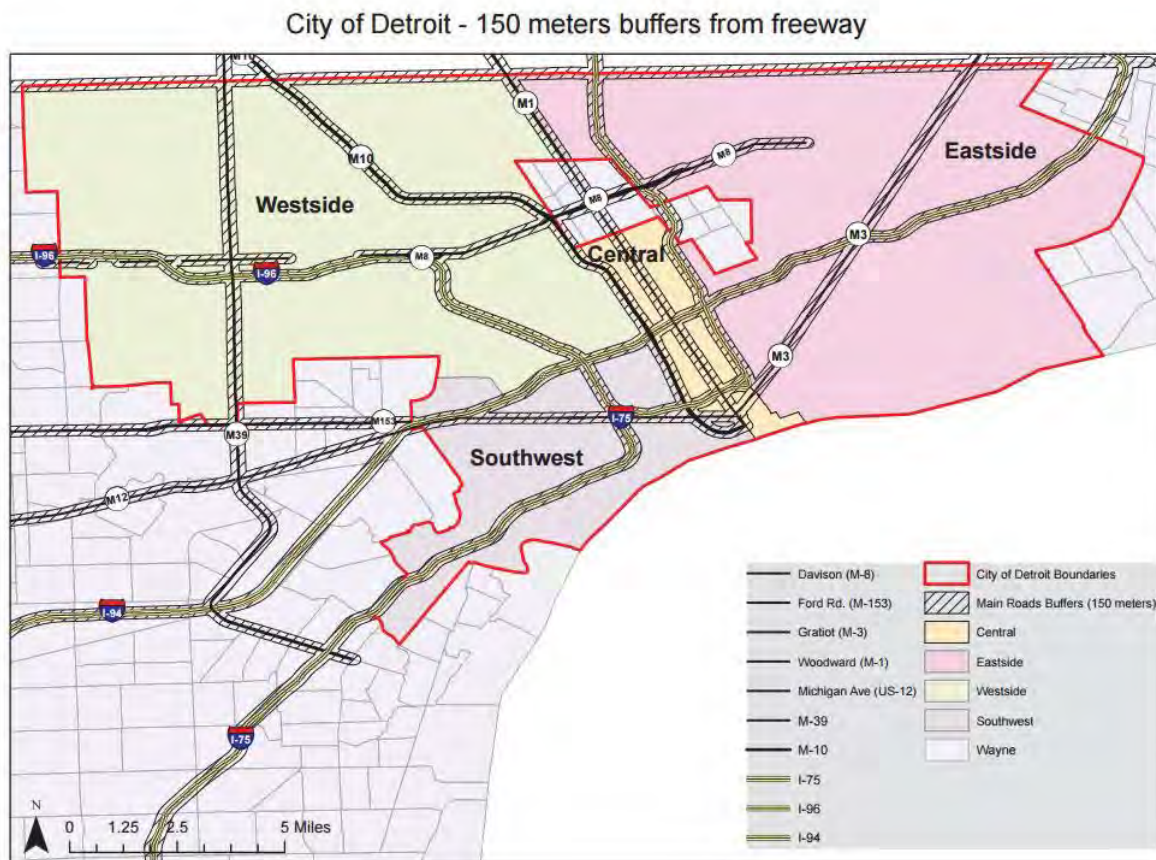 City of Detroit - 150 meters buffers from freeway
M10
M1
M10
M8
Eastside
M8
Westside
M3
I-96
Central
M8
I-96
M3
I-75
M153
M39
Southwest
M12
I-94
I-75
Davison (M-8)
Ford Rd. (M-153)
Gratiot (M-3)
Woodward (M-1)
Michigan Ave (US-12)
M-39
M-10
I-75
I-96
I-94
City of Detroit Boundaries
Main Roads Buffers (150 meters)
Central
Eastside
Westside
Southwest
Wayne
N
0 1.25 2.5 5 Miles